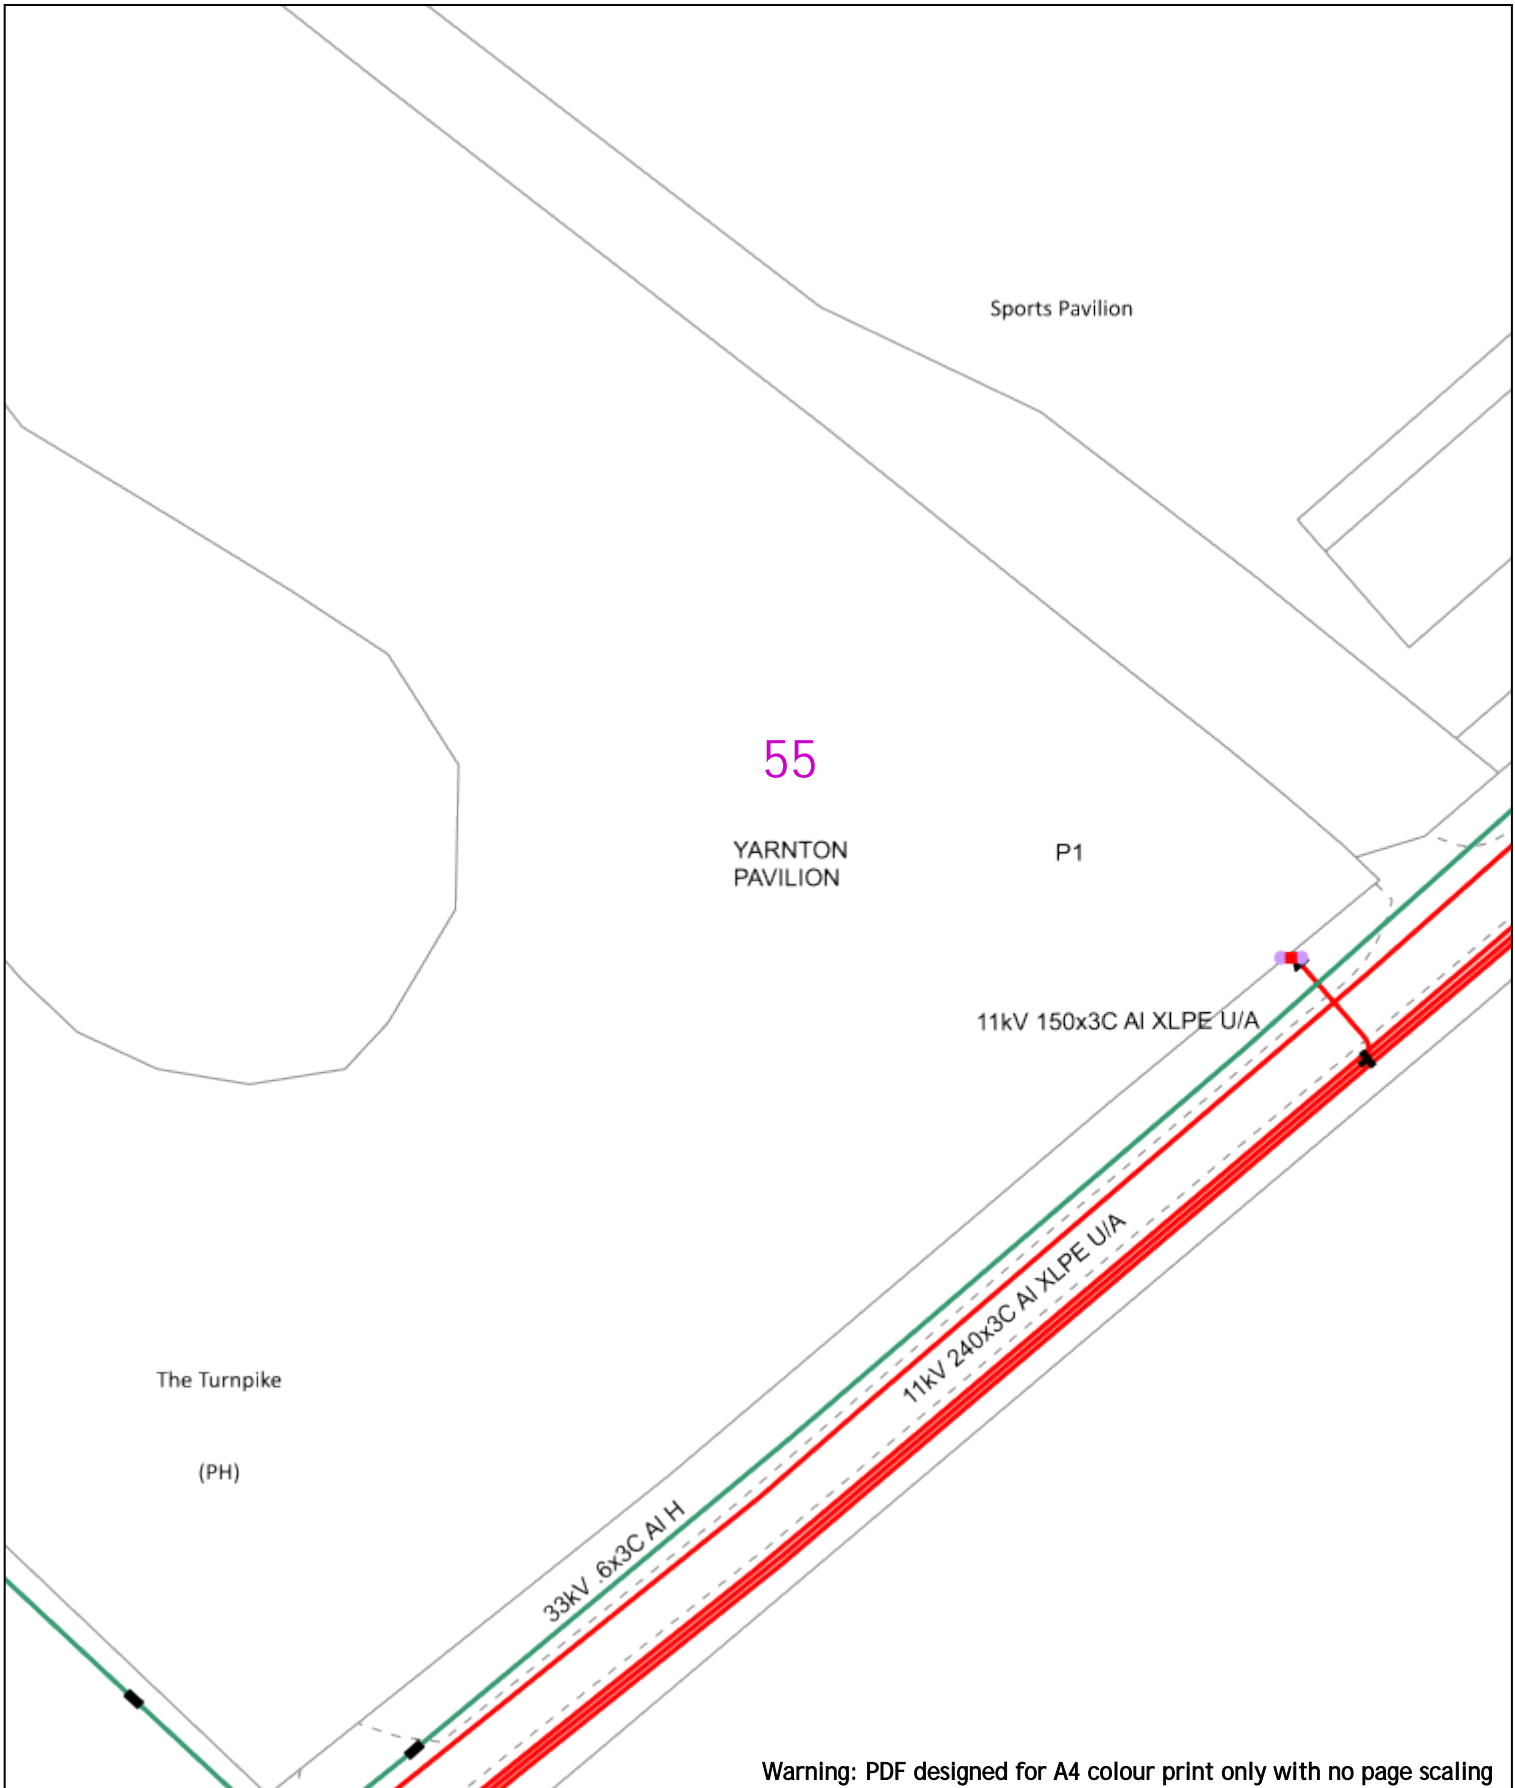 Sports Pavilion
55
YARNTON
PAVILION
P1
11kV 150x3C Al XLPE U/A
11kV 240x3C Al XLPE U/A
The Turnpike
(PH)
33kV .6x3C Al H
Warning: PDF designed for A4 colour print only with no page scaling